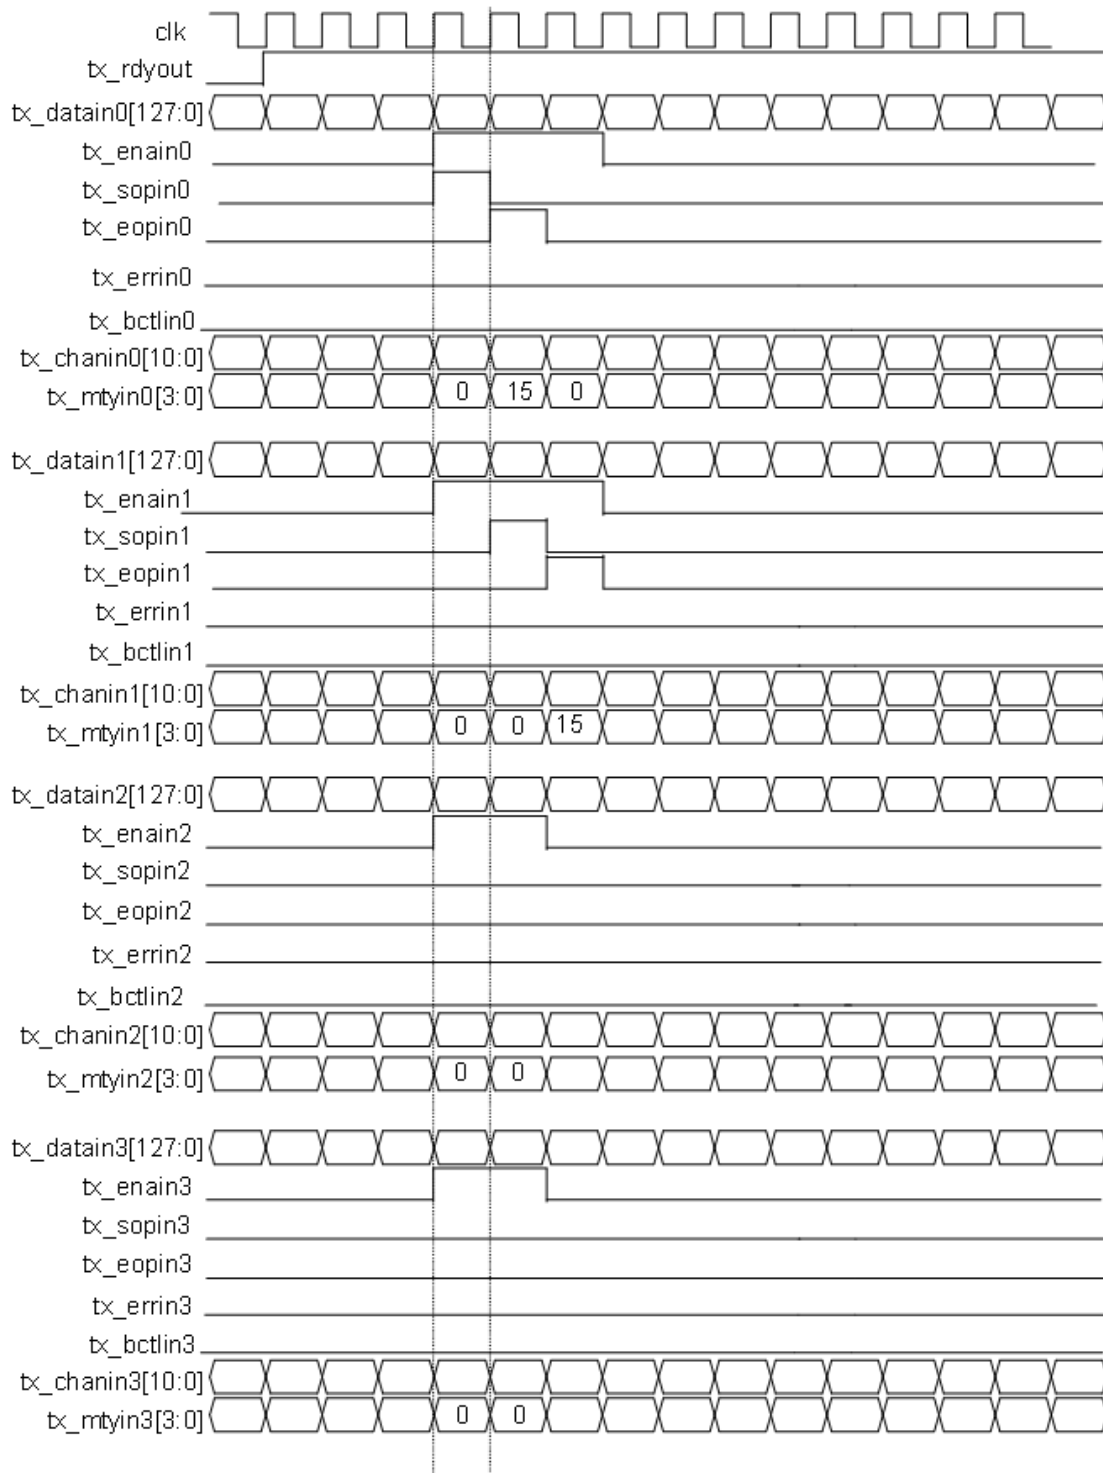 clk
tx_rdyout
tx_datain0[127:0]
tx_enain0
tx_sopin0
tx_eopin0
tx_errin0
tx_bctlin0
tx_chanin0[10:0]
tx_mtyin0[3:0] 0 15 0
tx_datain1[127:0]
tx_enain1
tx_sopin1
tx_eopin1
tx_errin1
tx_bctlin1
tx_chanin1[10:0]
tx_mtyin1[3:0] 0 0 15
tx_datain2[127:0]
tx_enain2
tx_sopin2
tx_eopin2
tx_errin2
tx_bctlin2
tx_chanin2[10:0]
tx_mtyin2[3:0] 0 0
tx_datain3[127:0]
tx_enain3
tx_sopin3
tx_eopin3
tx_errin3
tx_bctlin3
tx_chanin3[10:0]
tx_mtyin3[3:0] 0 0